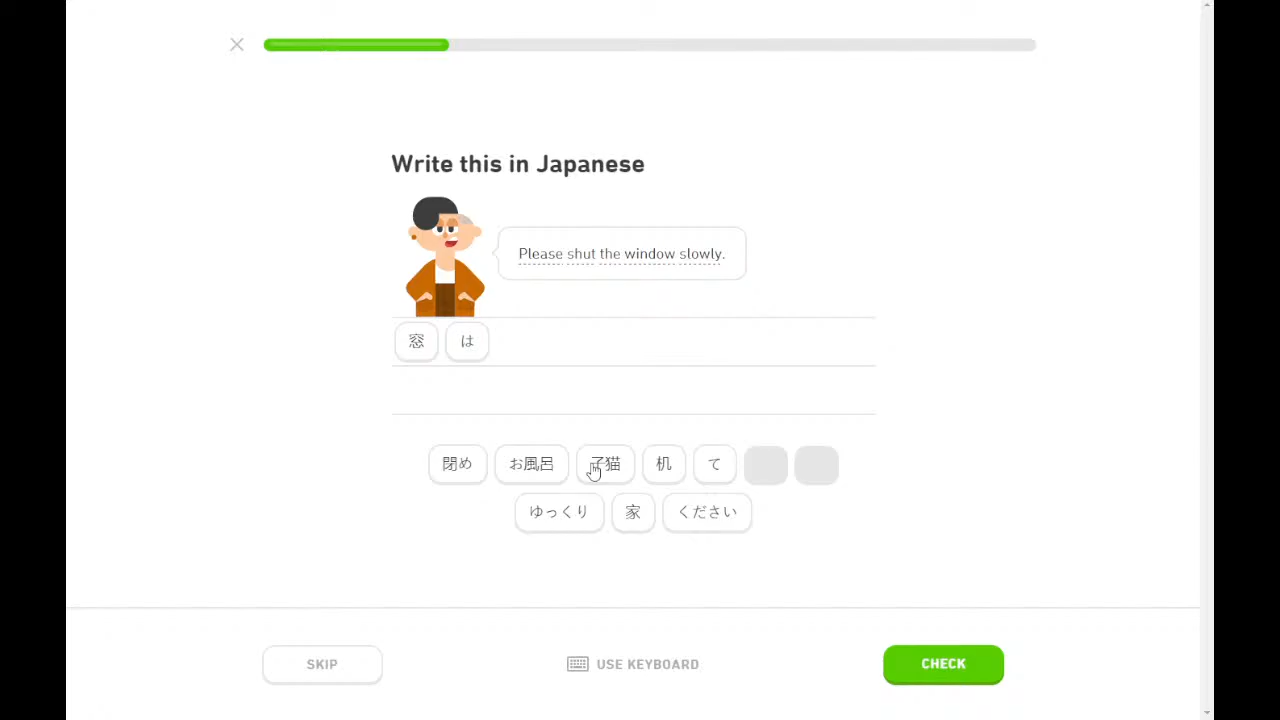 Write this in Japanese
Please shut the window slowly.
窓 は
閉め お風呂 子猫 机 て
ゆっくり 家 ください
SKIP USE KEYBOARD CHECK